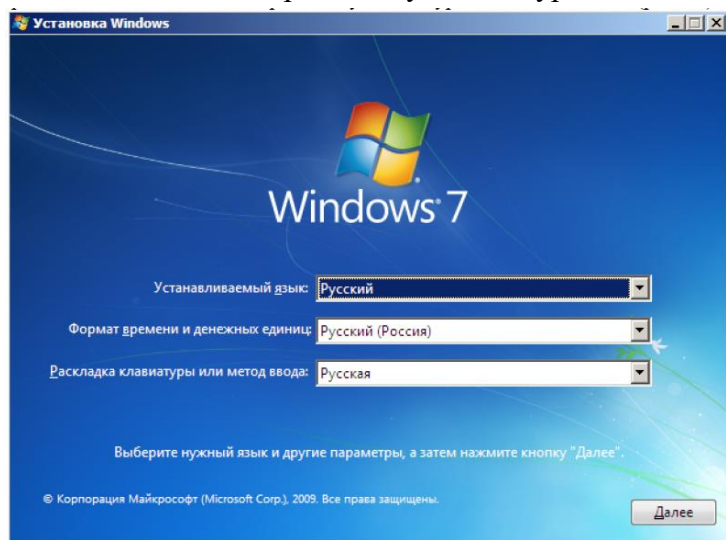 Установка Windows
Windows 7
Устанавливаемый язык: Русский
Формат времени и денежных единиц: Русский (Россия)
Раскладка клавиатуры или метод ввода: Русская
Выберите нужный язык и другие параметры, а затем нажмите кнопку "Далее".
© Корпорация Майкрософт (Microsoft Corp.), 2009. Все права защищены.
Далее